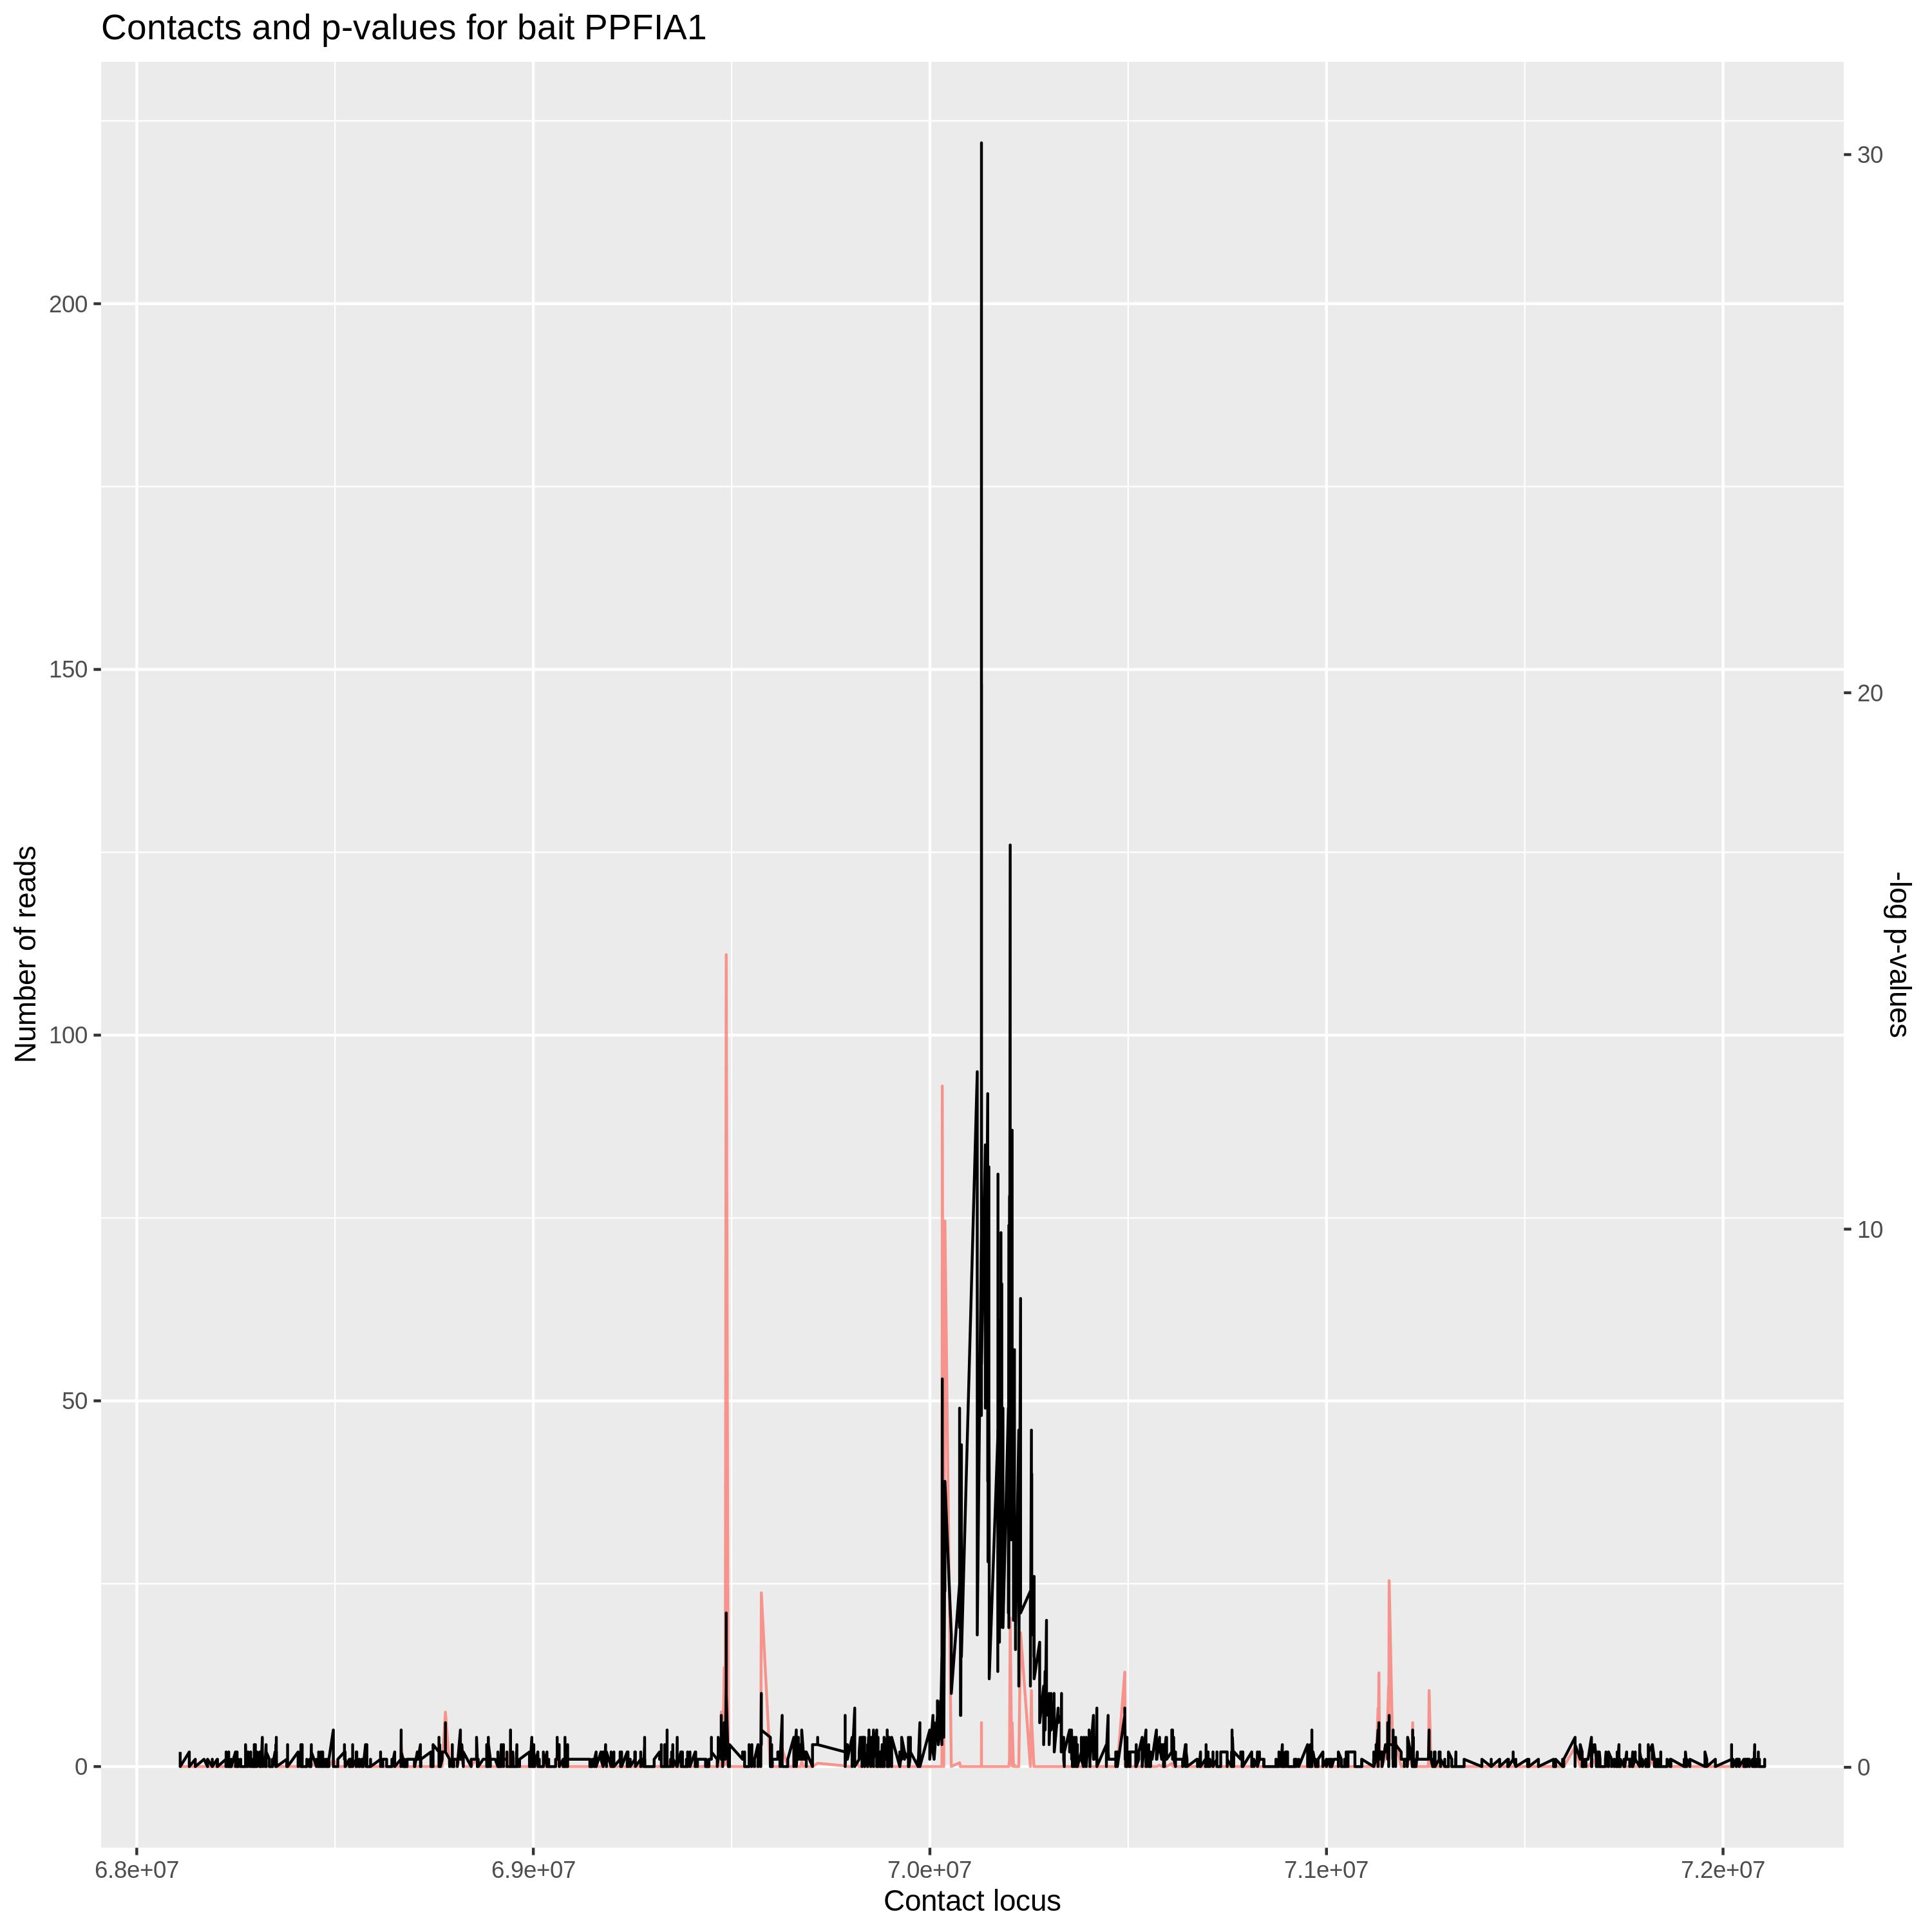 Contacts and p-values for bait PPFIA1
Number of reads
200
150
100
50
0
30
20
10
0
-log p-values
6.8e+07 6.9e+07 7.0e+07 7.1e+07 7.2e+07
Contact locus